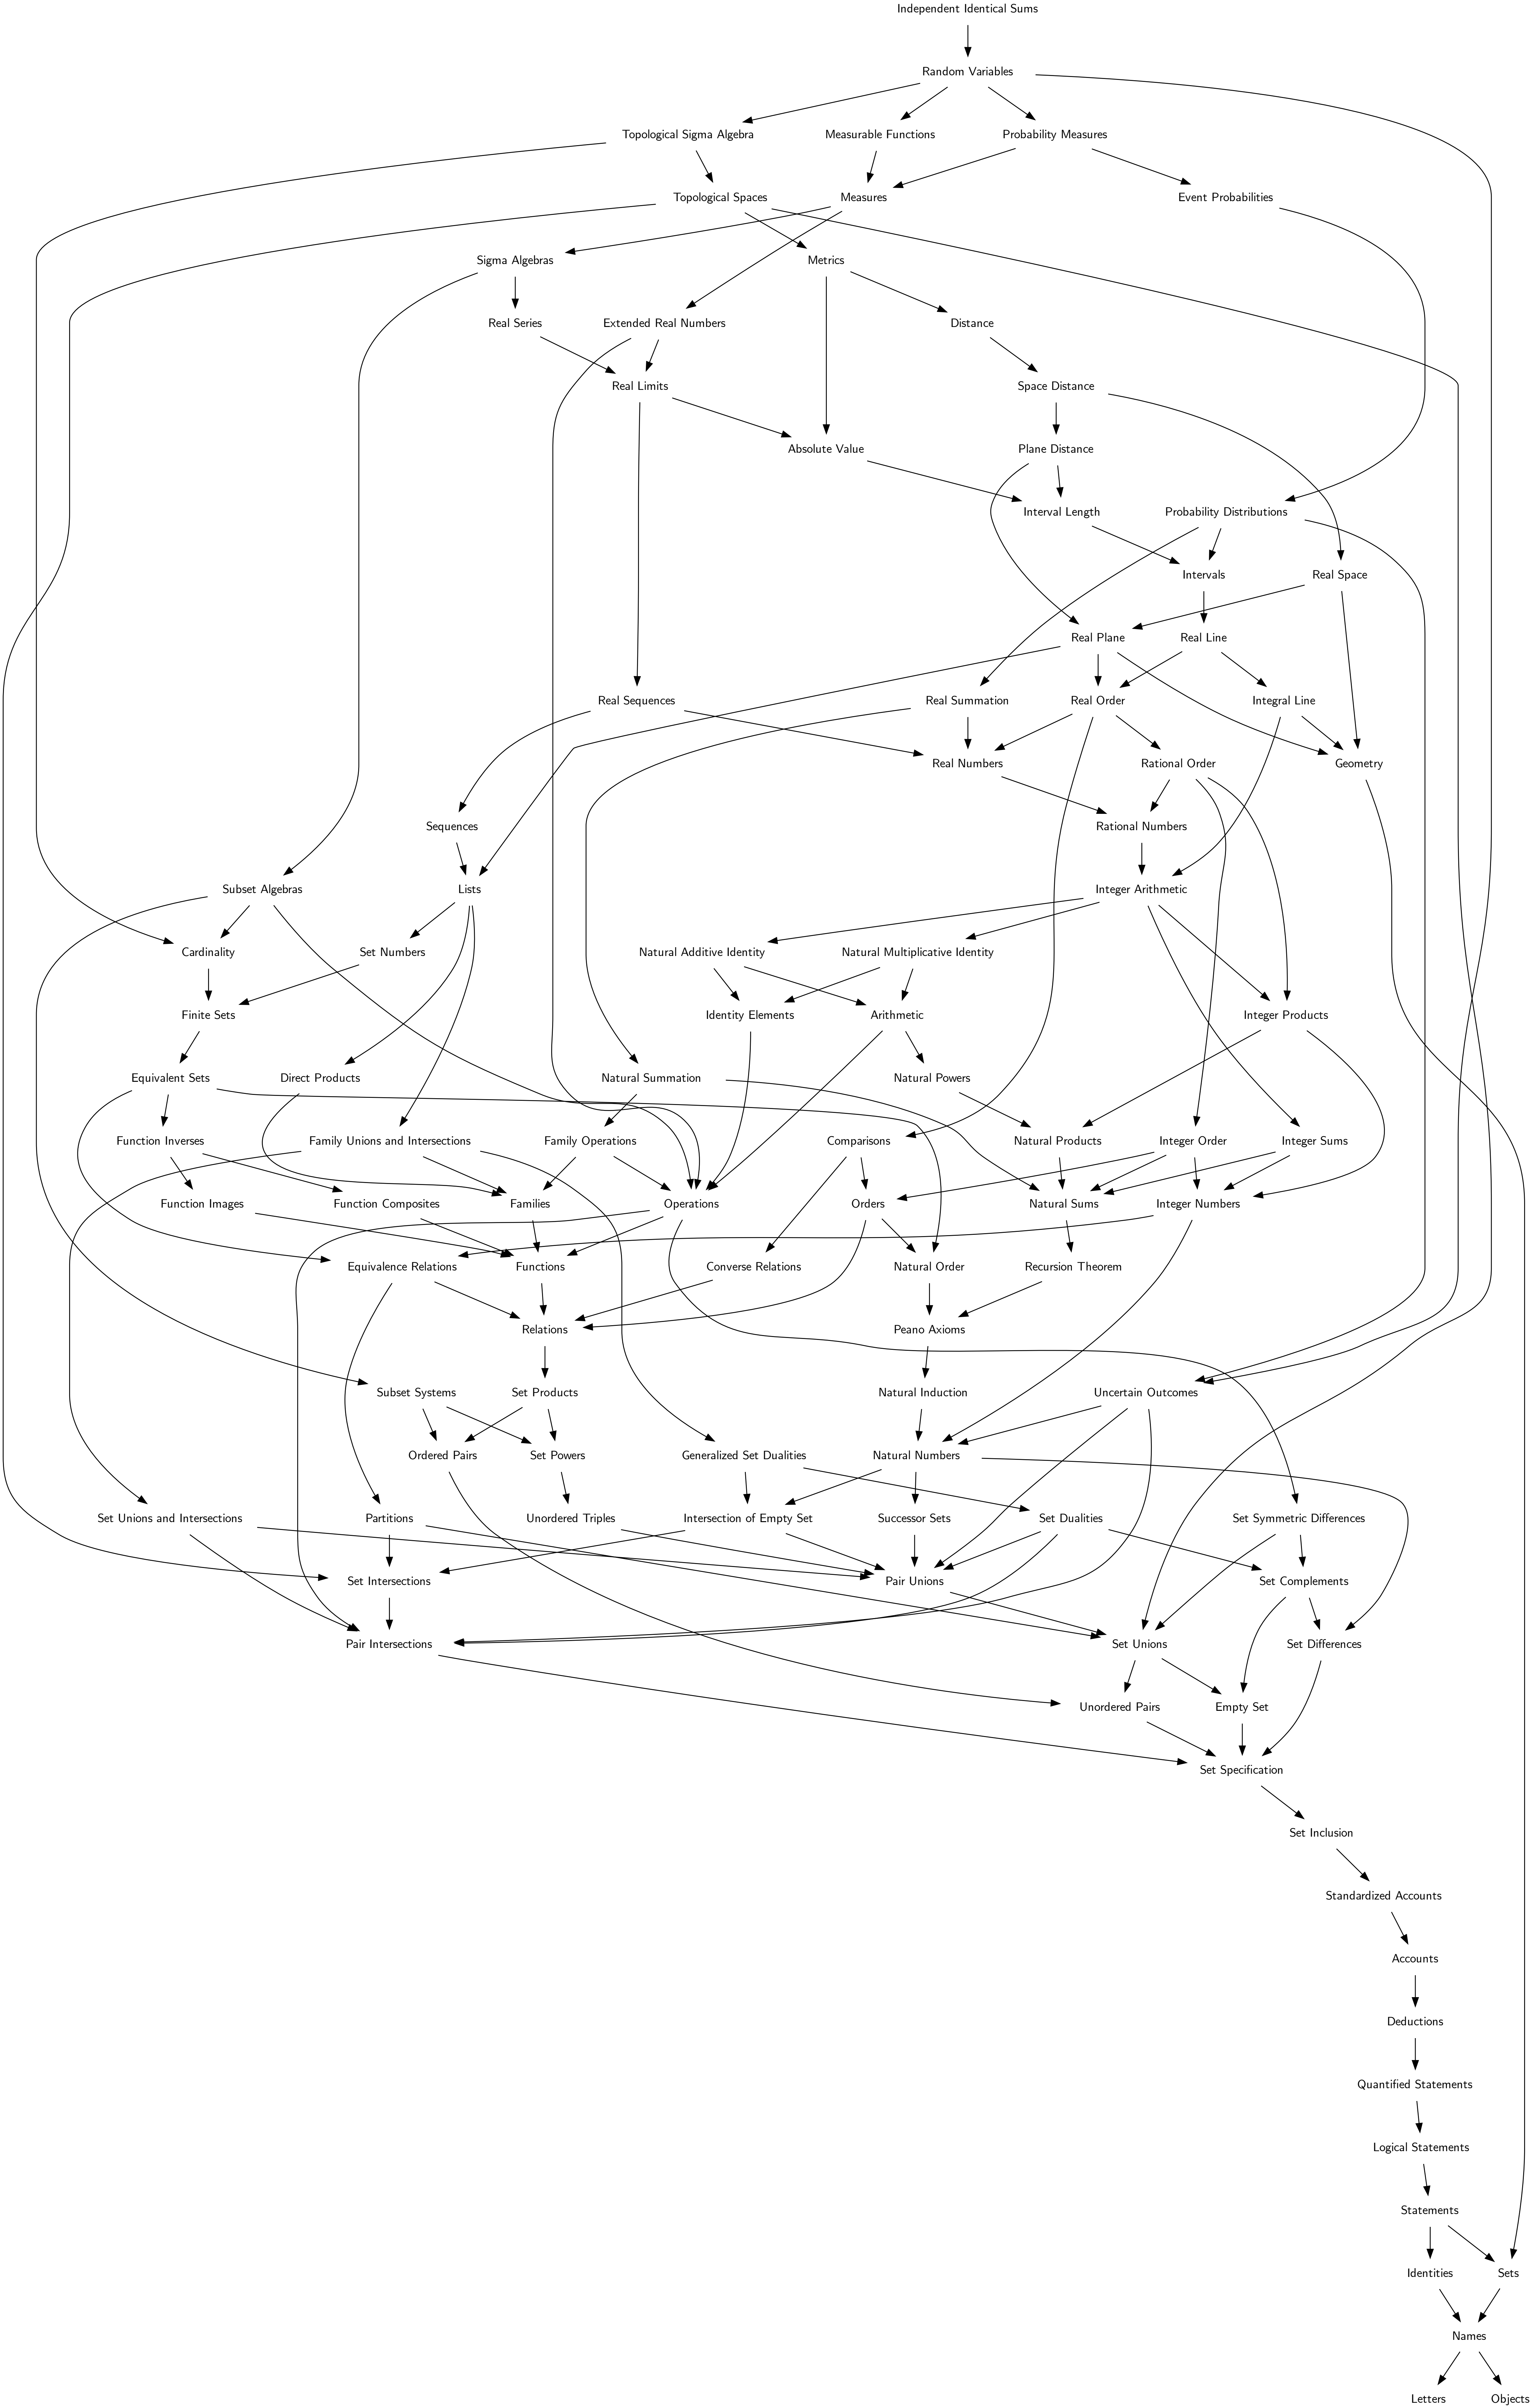 Independent Identical Sums
Random Variables
Topological Sigma Algebra
Measurable Functions
Probability Measures
Topological Spaces
Measures
Event Probabilities
Sigma Algebras
Metrics
Real Series
Extended Real Numbers
Distance
Real Limits
Space Distance
Absolute Value
Plane Distance
Interval Length
Probability Distributions
Intervals
Real Space
Real Plane
Real Line
Real Sequences
Real Summation
Real Order
Integral Line
Real Numbers
Rational Order
Geometry
Sequences
Rational Numbers
Subset Algebras
Lists
Integer Arithmetic
Cardinality
Set Numbers
Natural Additive Identity
Natural Multiplicative Identity
Finite Sets
Identity Elements
Arithmetic
Integer Products
Equivalent Sets
Direct Products
Natural Summation
Natural Powers
Function Inverses
Family Unions and Intersections
Family Operations
Comparisons
Natural Products
Integer Order
Integer Sums
Function Images
Function Composites
Families
Operations
Orders
Natural Sums
Integer Numbers
Equivalence Relations
Functions
Converse Relations
Natural Order
Recursion Theorem
Relations
Peano Axioms
Subset Systems
Set Products
Natural Induction
Uncertain Outcomes
Ordered Pairs
Set Powers
Generalized Set Dualities
Natural Numbers
Set Unions and Intersections
Partitions
Unordered Triples
Intersection of Empty Set
Successor Sets
Set Dualities
Set Symmetric Differences
Set Intersections
Pair Unions
Set Complements
Pair Intersections
Set Unions
Set Differences
Unordered Pairs
Empty Set
Set Specification
Set Inclusion
Standardized Accounts
Accounts
Deductions
Quantified Statements
Logical Statements
Statements
Identities
Sets
Names
Letters
Objects